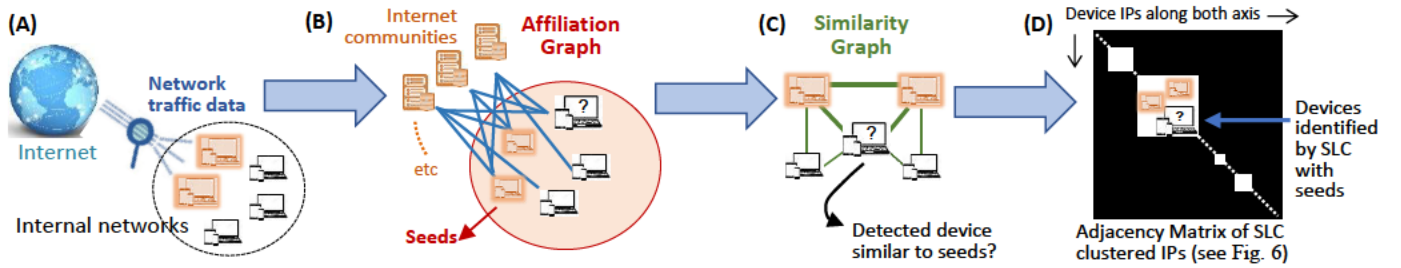 (A)
Network
traffic data
Internet
Internal networks
(B)
Internet
communities
Affiliation
Graph
?
etc
Seeds
(C)
Similarity
Graph
?
Detected device
similar to seeds?
(D)
Device IPs along both axis
?
Devices
identified
by SLC
with
seeds
Adjacency Matrix of SLC
clustered IPs (see Fig. 6)